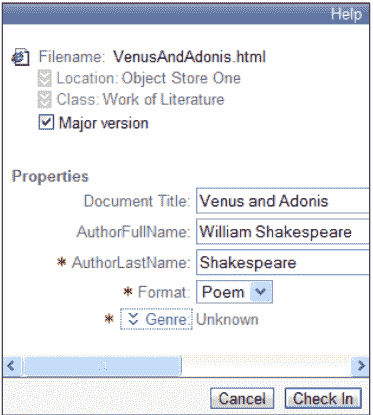 Help
Filename: VenusAndAdonis.html
Location: Object Store One
Class: Work of Literature
Major version
Properties
Document Title: Venus and Adonis
AuthorFullName: William Shakespeare
* AuthorLastName: Shakespeare
* Format: Poem
* Genre: Unknown
Cancel Check In